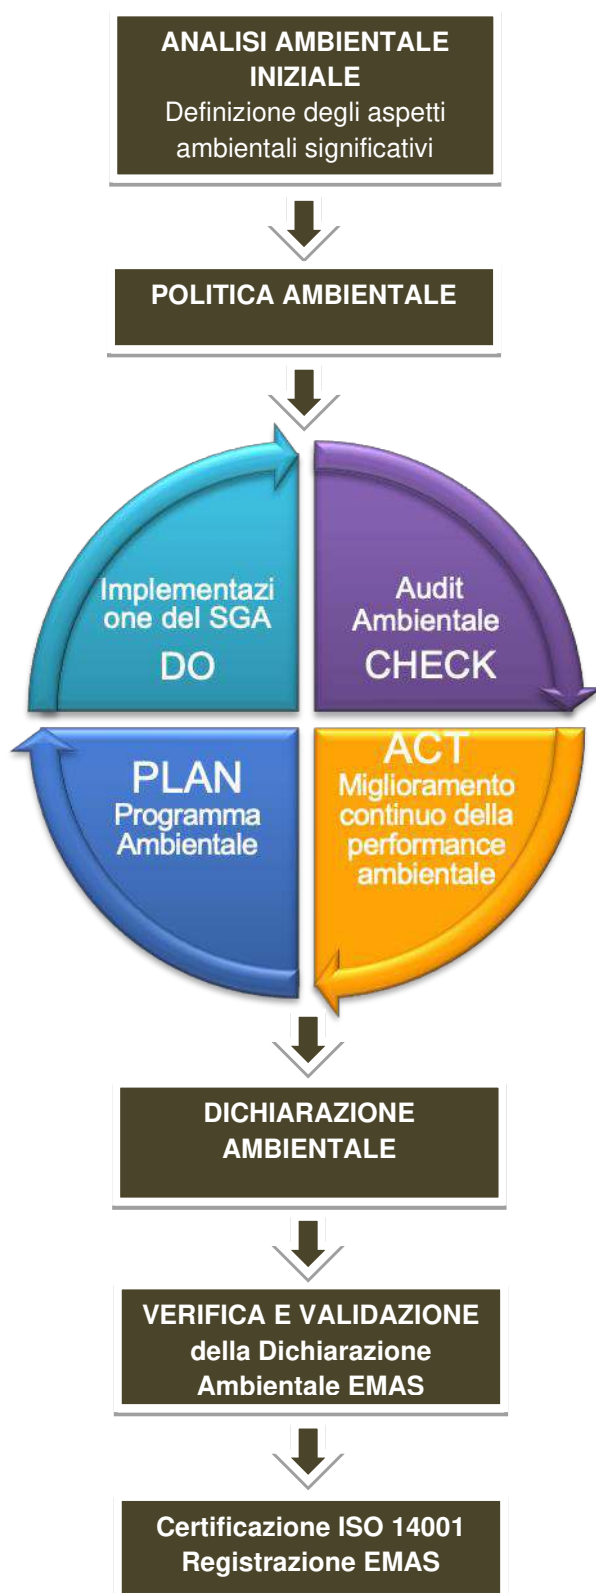 ANALISI AMBIENTALE
INIZIALE
Definizione degli aspetti
ambientali significativi
POLITICA AMBIENTALE
Implementazi
one del SGA
DO
Audit
Ambientale
CHECK
PLAN
Programma
Ambientale
ACT
Miglioramento
continuo della
performance
ambientale
DICHIARAZIONE
AMBIENTALE
VERIFICA E VALIDAZIONE
della Dichiarazione
Ambientale EMAS
Certificazione ISO 14001
Registrazione EMAS